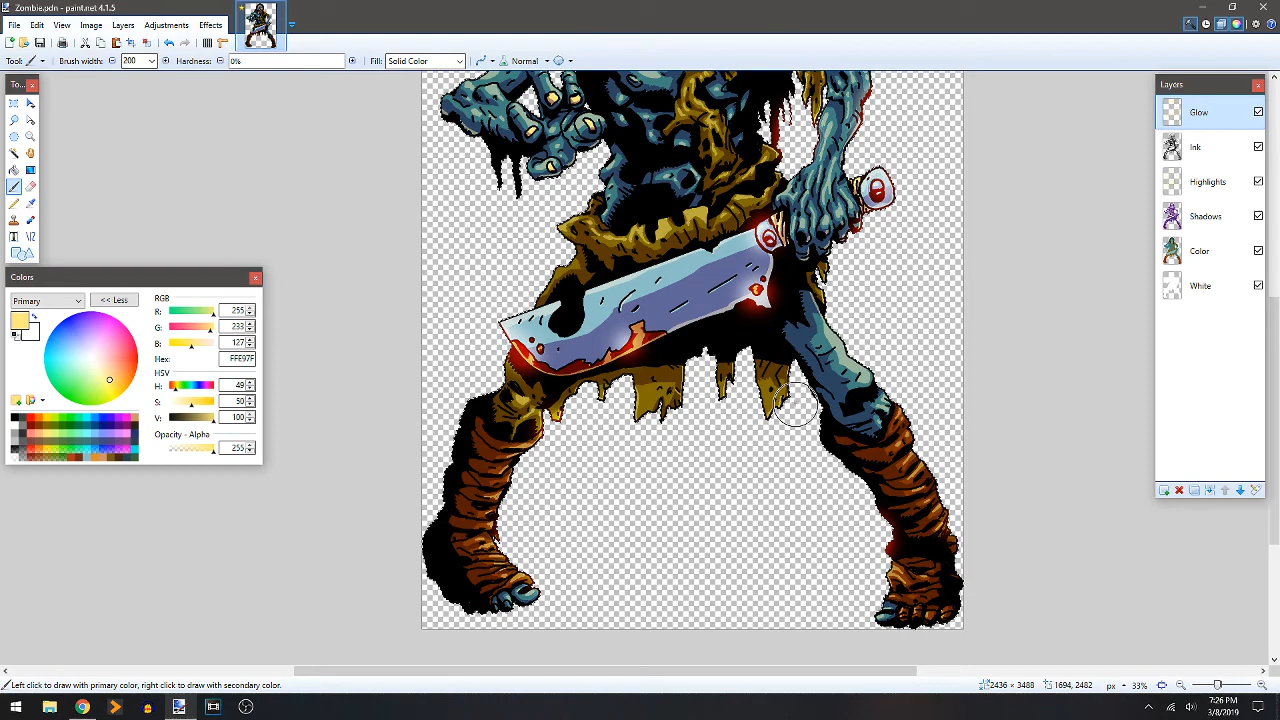 Zombie.pdn - paint.net 4.1.5
File Edit View Image Layers Adjustments Effects
Tool: Brush width: 200 Hardness: 0% Fill: Solid Color Normal
To...
Layers
Glow
Ink
Highlights
Shadows
Color
White
Colors
Primary
<< Less
RGB
R: 255
G: 233
B: 127
Hex: FFE97F
HSV
H: 49
S: 50
V: 100
Opacity - Alpha
255
Left click to draw with primary color, right click to draw with secondary color.
2436 × 3488
1694, 2482
px
33%
7:26 PM
3/8/2019